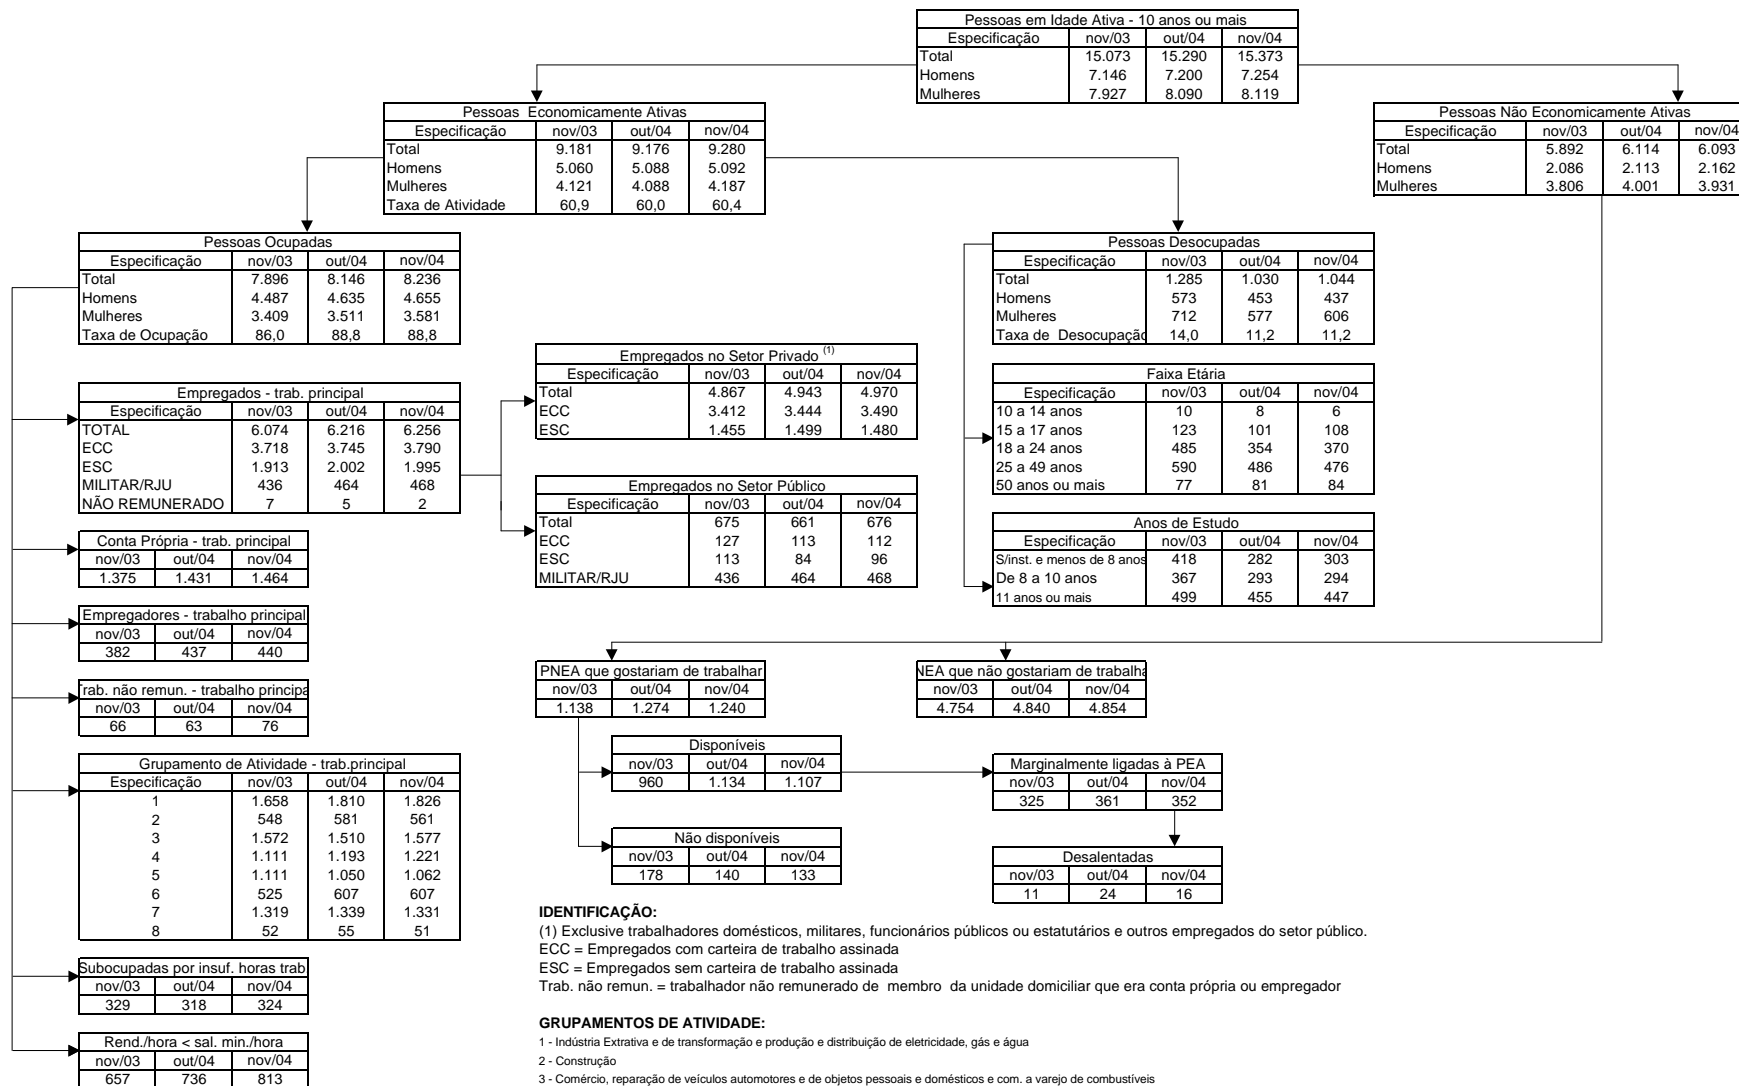 Pessoas em Idade Ativa - 10 anos ou mais
Especificação nov/03 out/04 nov/04
Total 15.073 15.290 15.373
Homens 7.146 7.200 7.254
Mulheres 7.927 8.090 8.119
Pessoas Economicamente Ativas
Especificação nov/03 out/04 nov/04
Total 9.181 9.176 9.280
Homens 5.060 5.088 5.092
Mulheres 4.121 4.088 4.187
Taxa de Atividade 60,9 60,0 60,4
Pessoas Não Economicamente Ativas
Especificação nov/03 out/04 nov/04
Total 5.892 6.114 6.093
Homens 2.086 2.113 2.162
Mulheres 3.806 4.001 3.931
Pessoas Ocupadas
Especificação nov/03 out/04 nov/04
Total 7.896 8.146 8.236
Homens 4.487 4.635 4.655
Mulheres 3.409 3.511 3.581
Taxa de Ocupação 86,0 88,8 88,8
Pessoas Desocupadas
Especificação nov/03 out/04 nov/04
Total 1.285 1.030 1.044
Homens 573 453 437
Mulheres 712 577 606
Taxa de Desocupação 14,0 11,2 11,2
Empregados - trab. principal
Especificação nov/03 out/04 nov/04
TOTAL 6.074 6.216 6.256
ECC 3.718 3.745 3.790
ESC 1.913 2.002 1.995
MILITAR/RJU 436 464 468
NÃO REMUNERADO 7 5 2
Empregados no Setor Privado (1)
Especificação nov/03 out/04 nov/04
Total 4.867 4.943 4.970
ECC 3.412 3.444 3.490
ESC 1.455 1.499 1.480
Empregados no Setor Público
Especificação nov/03 out/04 nov/04
Total 675 661 676
ECC 127 113 112
ESC 113 84 96
MILITAR/RJU 436 464 468
Faixa Etária
Especificação nov/03 out/04 nov/04
10 a 14 anos 10 8 6
15 a 17 anos 123 101 108
18 a 24 anos 485 354 370
25 a 49 anos 590 486 476
50 anos ou mais 77 81 84
Anos de Estudo
Especificação nov/03 out/04 nov/04
S/inst. e menos de 8 anos 418 282 303
De 8 a 10 anos 367 293 294
11 anos ou mais 499 455 447
Conta Própria - trab. principal
nov/03 out/04 nov/04
1.375 1.431 1.464
Empregadores - trabalho principal
nov/03 out/04 nov/04
382 437 440
Trab. não remun. - trabalho principa
nov/03 out/04 nov/04
66 63 76
Grupamento de Atividade - trab.principal
Especificação nov/03 out/04 nov/04
1 1.658 1.810 1.826
2 548 581 561
3 1.572 1.510 1.577
4 1.111 1.193 1.221
5 1.111 1.050 1.062
6 525 607 607
7 1.319 1.339 1.331
8 52 55 51
Subocupadas por insuf. horas trab
nov/03 out/04 nov/04
329 318 324
Rend./hora < sal. min./hora
nov/03 out/04 nov/04
657 736 813
PNEA que gostariam de trabalhar
nov/03 out/04 nov/04
1.138 1.274 1.240
NEA que não gostariam de trabalha
nov/03 out/04 nov/04
4.754 4.840 4.854
Disponíveis
nov/03 out/04 nov/04
960 1.134 1.107
Marginalmente ligadas à PEA
nov/03 out/04 nov/04
325 361 352
Não disponíveis
nov/03 out/04 nov/04
178 140 133
Desalentadas
nov/03 out/04 nov/04
11 24 16
IDENTIFICAÇÃO:
(1) Exclusive trabalhadores domésticos, militares, funcionários públicos ou estatutários e outros empregados do setor público.
ECC = Empregados com carteira de trabalho assinada
ESC = Empregados sem carteira de trabalho assinada
Trab. não remun. = trabalhador não remunerado de membro da unidade domiciliar que era conta própria ou empregador
GRUPAMENTOS DE ATIVIDADE:
1 - Indústria Extrativa e de transformação e produção e distribuição de eletricidade, gás e água
2 - Construção
3 - Comércio, reparação de veículos automotores e de objetos pessoais e domésticos e com. a varejo de combustíveis